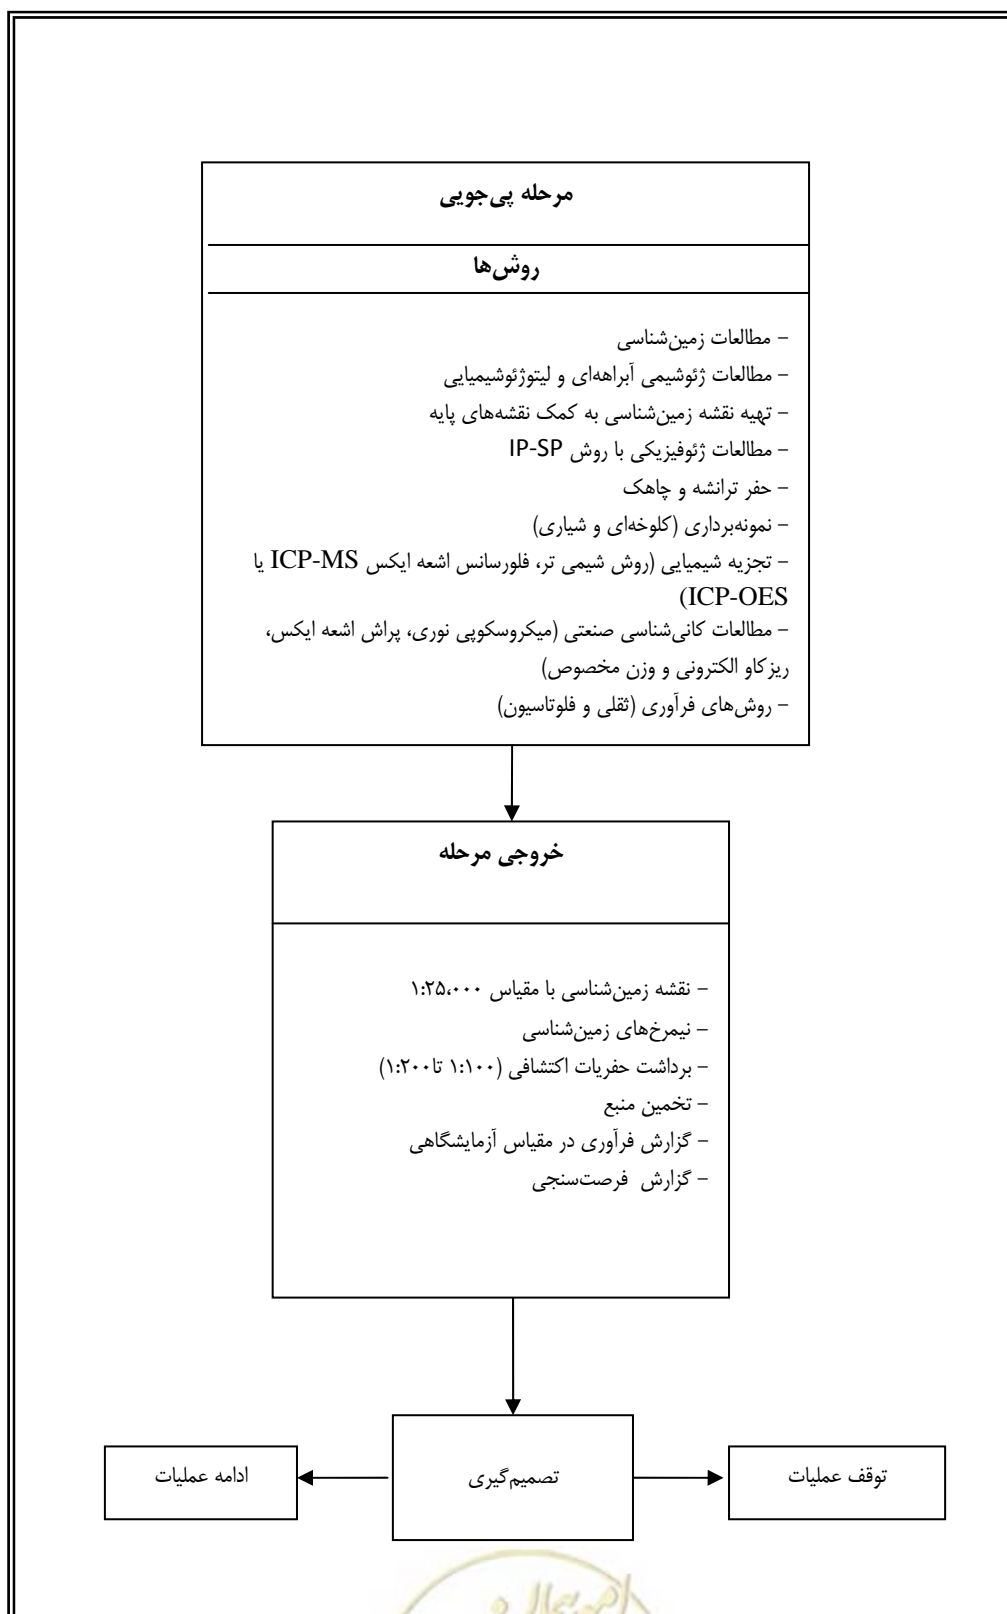 مرحله پی‌جویی
روش‌ها
- مطالعات زمین‌شناسی
- مطالعات ژئوشیمی آبراهه‌ای و لیتوژئوشیمیایی
- تهیه نقشه زمین‌شناسی به کمک نقشه‌های پایه
- مطالعات ژئوفیزیکی با روش IP-SP
- حفر ترانشه و چاهک
- نمونه‌برداری (کلوخه‌ای و شیاری)
- تجزیه شیمیایی (روش شیمی تر، فلورسانس اشعه ایکس ICP-MS یا
ICP-OES)
- مطالعات کانی‌شناسی صنعتی (میکروسکوپی نوری، پراش اشعه ایکس،
ریزکاو الکترونی و وزن مخصوص)
- روش‌های فرآوری (ثقلی و فلوتاسیون)
خروجی مرحله
- نقشه زمین‌شناسی با مقیاس ۱:۲۵،۰۰۰
- نیمرخ‌های زمین‌شناسی
- برداشت حفریات اکتشافی (۱:۱۰۰ تا۱:۲۰۰)
- تخمین منبع
- گزارش فرآوری در مقیاس آزمایشگاهی
- گزارش فرصت‌سنجی
توقف عملیات
تصمیم‌گیری
ادامه عملیات